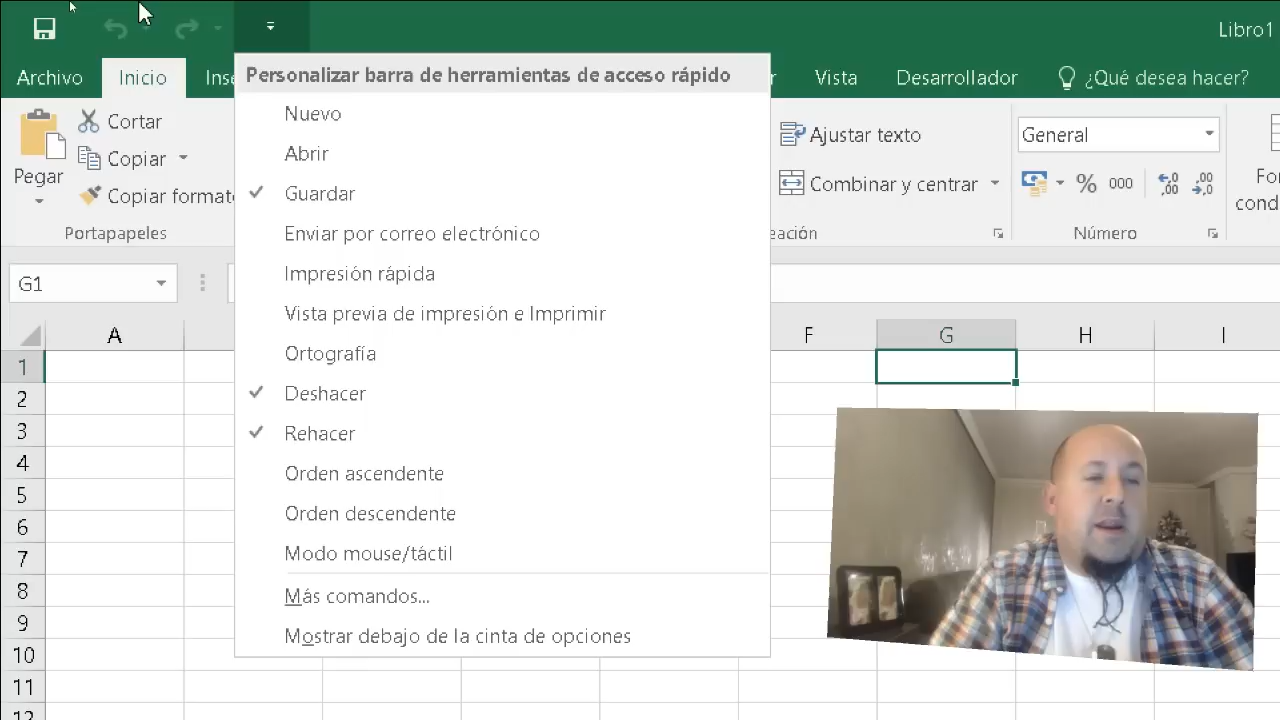 Libro1
Archivo
Inicio
Inse
r
Vista
Desarrollador
¿Qué desea hacer?
Personalizar barra de herramientas de acceso rápido
Nuevo
Abrir
Guardar
Enviar por correo electrónico
Impresión rápida
Vista previa de impresión e Imprimir
Ortografía
Deshacer
Rehacer
Orden ascendente
Orden descendente
Modo mouse/táctil
Más comandos...
Mostrar debajo de la cinta de opciones
Pegar
Cortar
Copiar
Copiar formato
Portapapeles
Ajustar texto
Combinar y centrar
eación
General
% 000
,00
,00
Número
For
cond
G1
A F G H I
1
2
3
4
5
6
7
8
9
10
11
12